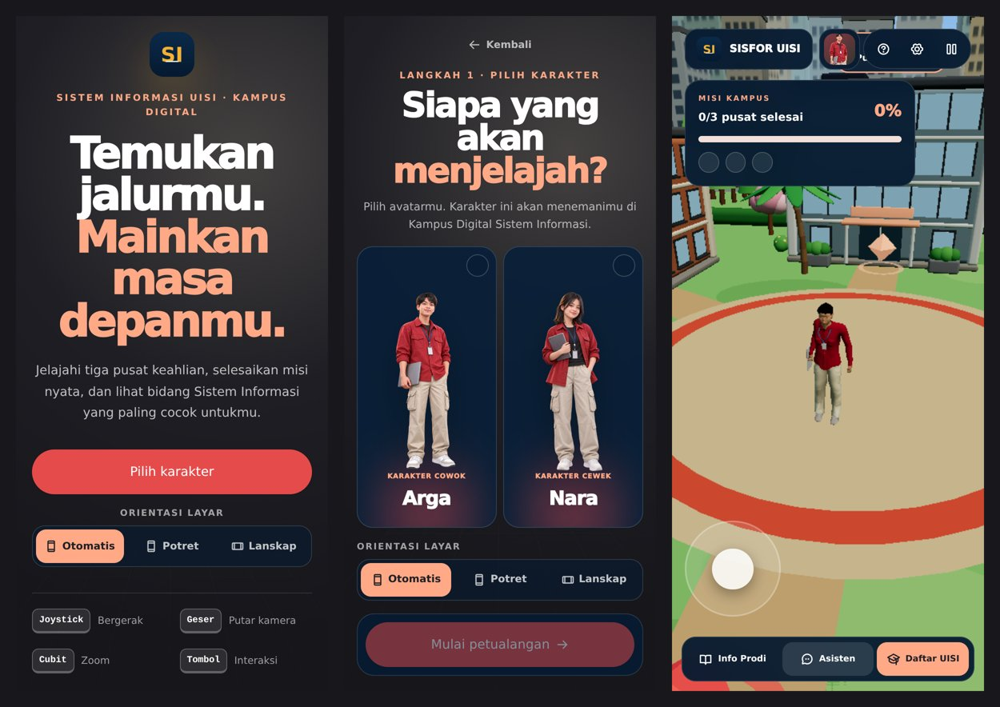 SI
SISTEM INFORMASI UISI · KAMPUS
DIGITAL
Temukan
jalurmu.
Mainkan
masa
depanmu.
Jelajahi tiga pusat keahlian, selesaikan misi
nyata, dan lihat bidang Sistem Informasi
yang paling cocok untukmu.
Pilih karakter
ORIENTASI LAYAR
Otomatis
Potret
Lanskap
Joystick Bergerak
Geser Putar kamera
Cubit Zoom
Tombol Interaksi
← Kembali
LANGKAH 1 · PILIH KARAKTER
Siapa yang
akan
menjelajah?
Pilih avatarmu. Karakter ini akan menemanimu di
Kampus Digital Sistem Informasi.
KARAKTER COWOK
Arga
KARAKTER CEWEK
Nara
ORIENTASI LAYAR
Otomatis
Potret
Lanskap
Mulai petualangan →
SI
SISFOR UISI
MISI KAMPUS
0/3 pusat selesai
0%
Info Prodi
Asisten
Daftar UISI